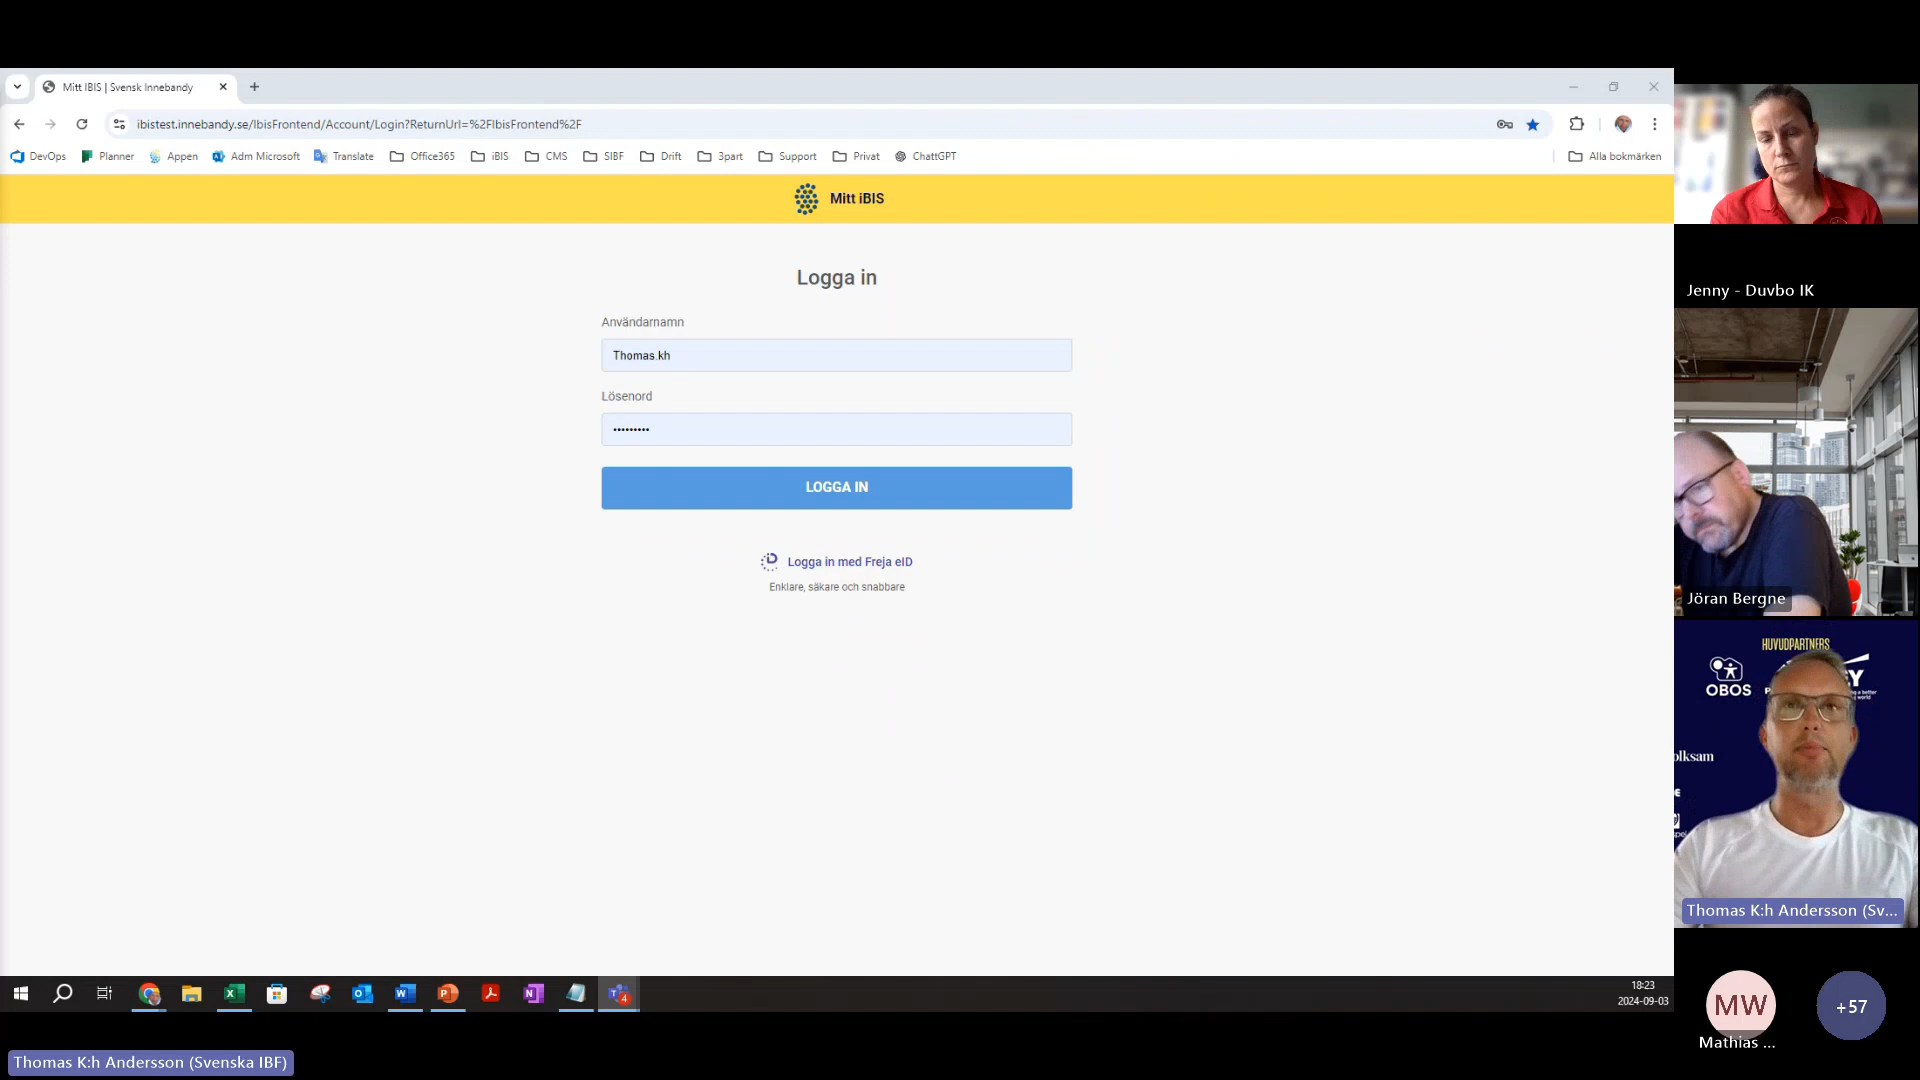 Mitt IBIS | Svensk Innebandy
ibistest.innebandy.se/IbisFrontend/Account/Login?ReturnUrl=%2FIbisFrontend%2F
DevOps Planner Appen Adm Microsoft Translate Office365 iBIS CMS SIBF Drift 3part Support Privat ChattGPT Alla bokmärken
Mitt iBIS
Logga in
Användarnamn
Thomas.kh
Lösenord
•••••••••
LOGGA IN
Logga in med Freja eID
Enklare, säkare och snabbare
18:23
2024-09-03
Thomas K:h Andersson (Svenska IBF)
Jenny - Duvbo IK
Jöran Bergne
HUVUDPARTNERS
OBOS
Thomas K:h Andersson (Sv...
MW
+57
Mathias ...